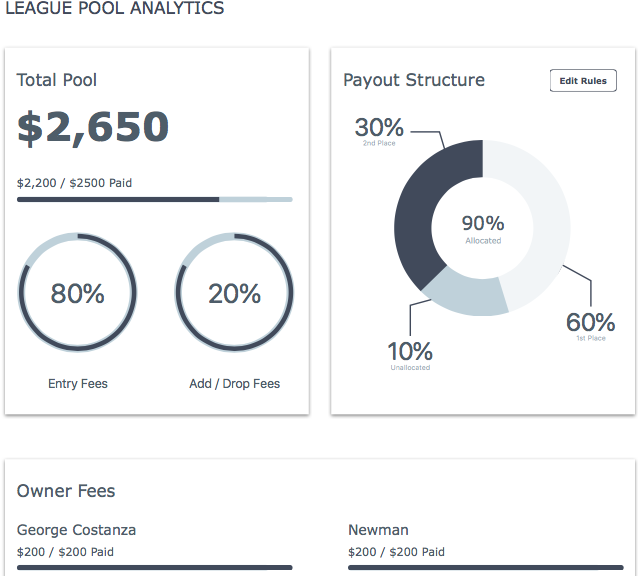 LEAGUE POOL ANALYTICS
Total Pool
$2,650
$2,200 / $2500 Paid
80%
20%
Entry Fees
Add / Drop Fees
Payout Structure
Edit Rules
30%
2nd Place
90%
Allocated
60%
1st Place
10%
Unallocated
Owner Fees
George Costanza
$200 / $200 Paid
Newman
$200 / $200 Paid